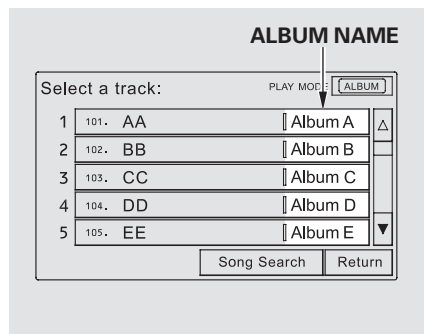 ALBUM NAME
Select a track: PLAY MODE [ALBUM]
1 101. AA Album A △
2 102. BB Album B
3 103. CC Album C
4 104. DD Album D
5 105. EE Album E ▼
Song Search Return